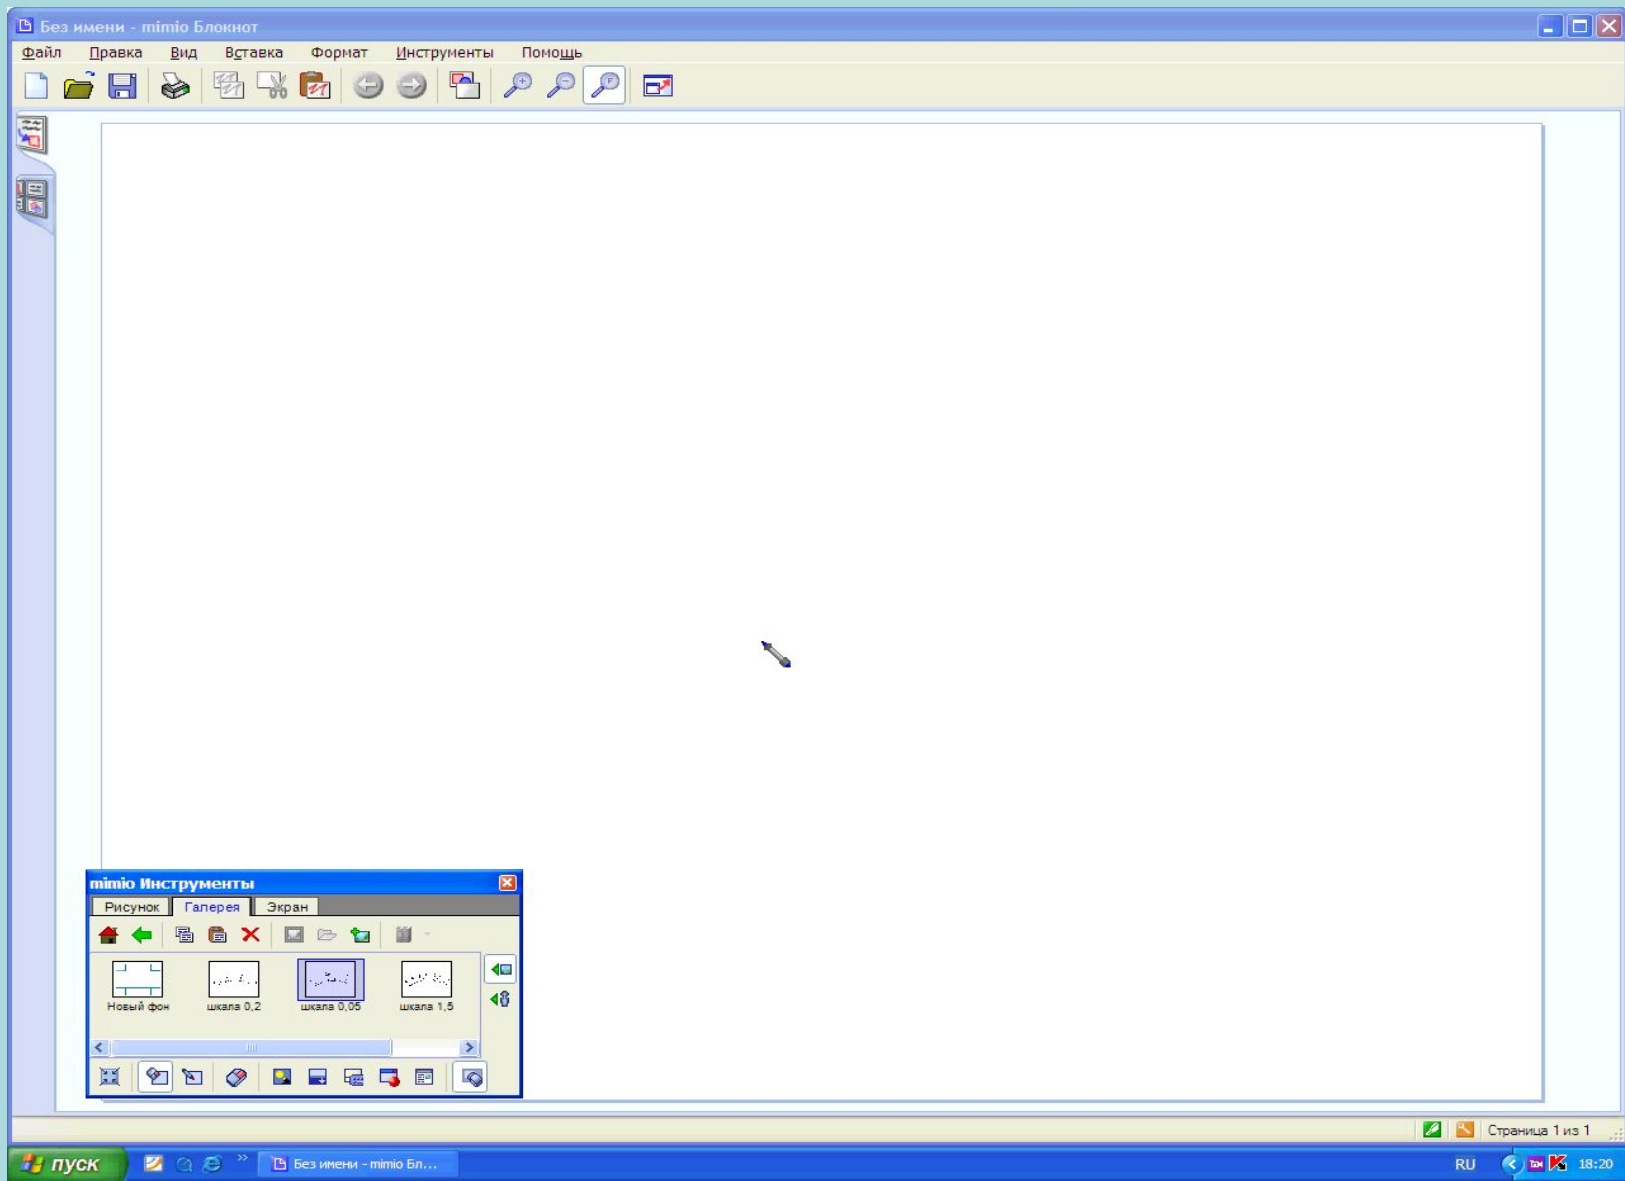 Без имени - mimio Блокнот
Файл Правка Вид Вставка Формат Инструменты Помощь
mimio Инструменты
Рисунок Галерея Экран
Новый фон шкала 0,2 шкала 0,05 шкала 1,5
Страница 1 из 1
пуск Без имени - mimio Бл... RU 18:20